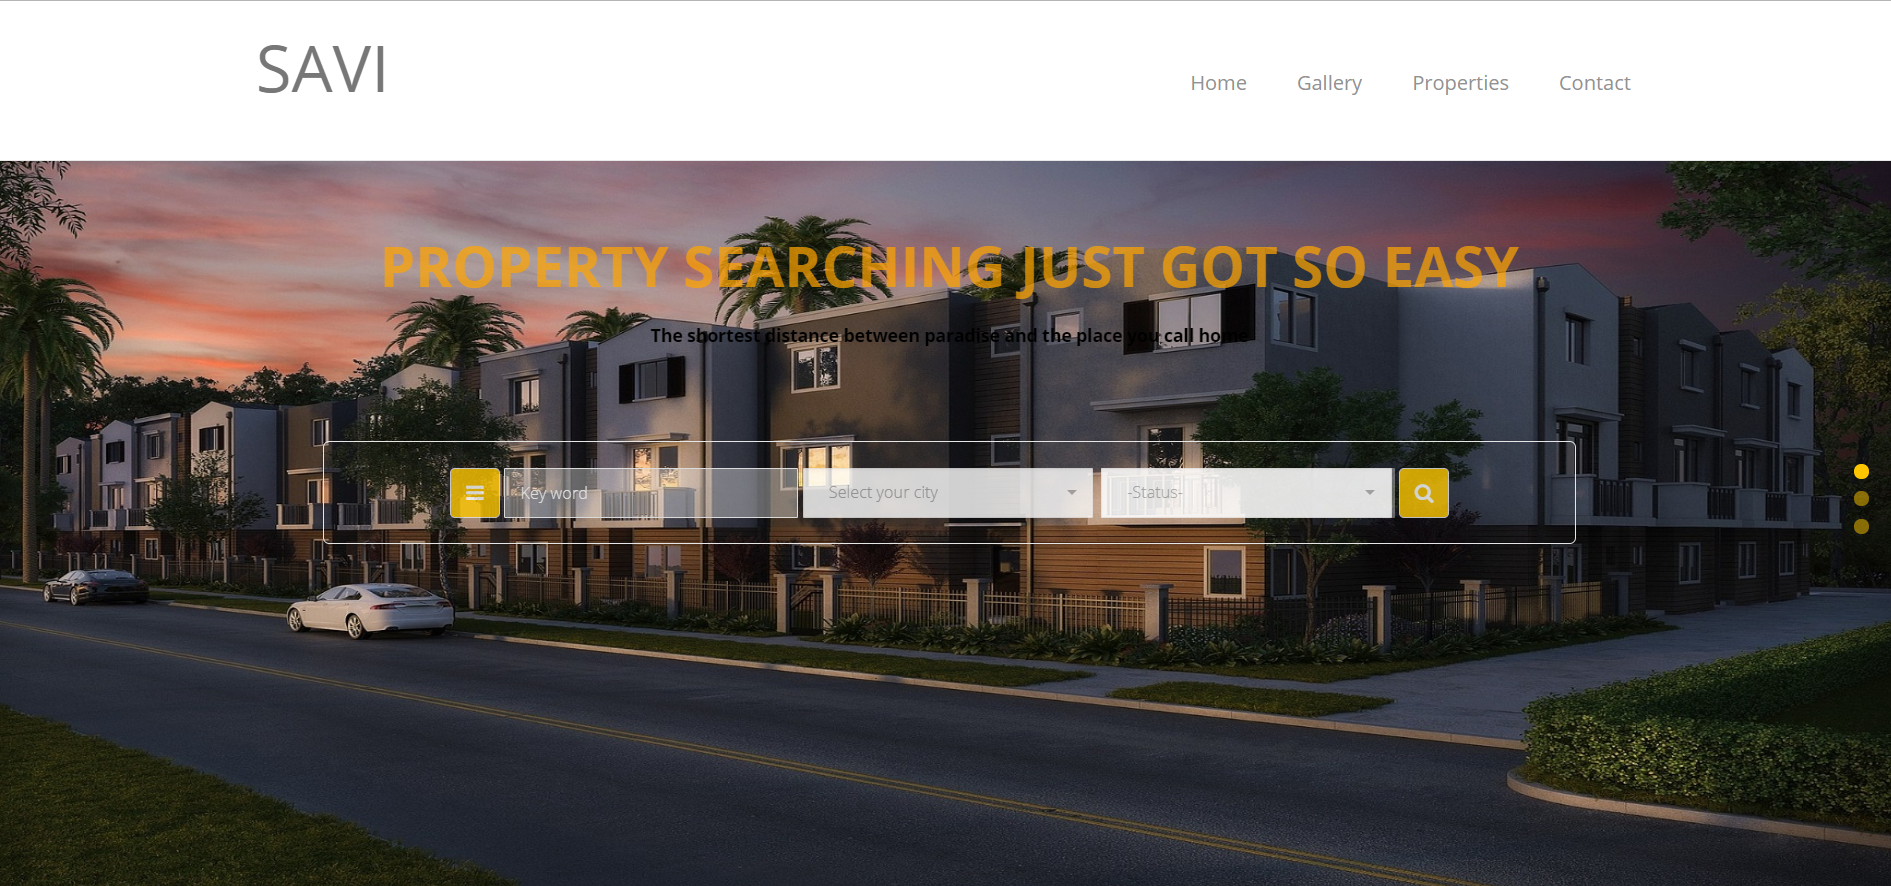 SAVI
Home Gallery Properties Contact
PROPERTY SEARCHING JUST GOT SO EASY
The shortest distance between paradise and the place you call home
Key word Select your city -Status-